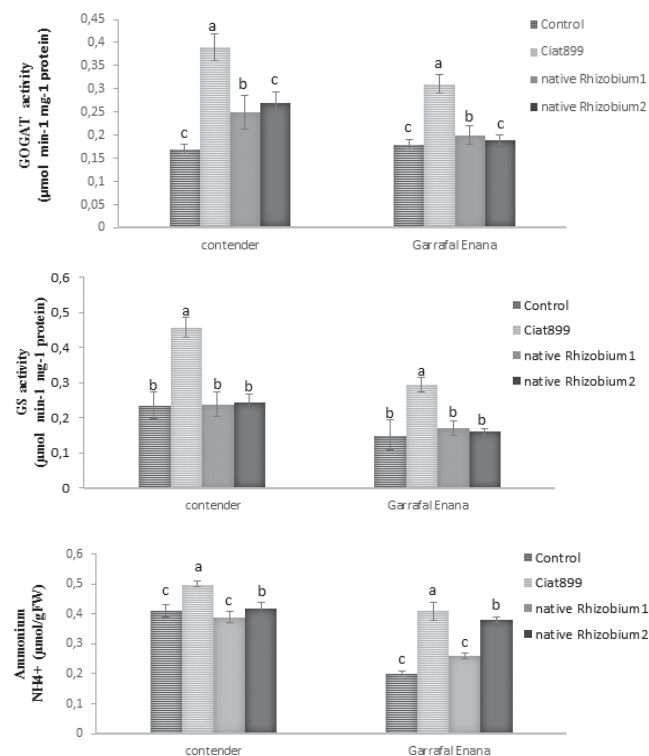 GOGAT activity
(µmol min-1 mg-1 protein)
0,45
0,4
0,35
0,3
0,25
0,2
0,15
0,1
0,05
0
c
a
b
c
c
a
b
c
contender
Garrafal Enana
Control
Ciat899
native Rhizobium1
native Rhizobium2
GS activity
(µmol min-1 mg-1 protein)
0,6
0,5
0,4
0,3
0,2
0,1
0
b
a
b
b
b
a
b
b
contender
Garrafal Enana
Control
Ciat899
native Rhizobium1
native Rhizobium2
Ammonium
NH4+ (µmol/gFW)
0,6
0,5
0,4
0,3
0,2
0,1
0
c
a
c
b
c
a
c
b
contender
Garrafal Enana
Control
Ciat899
native Rhizobium1
native Rhizobium2